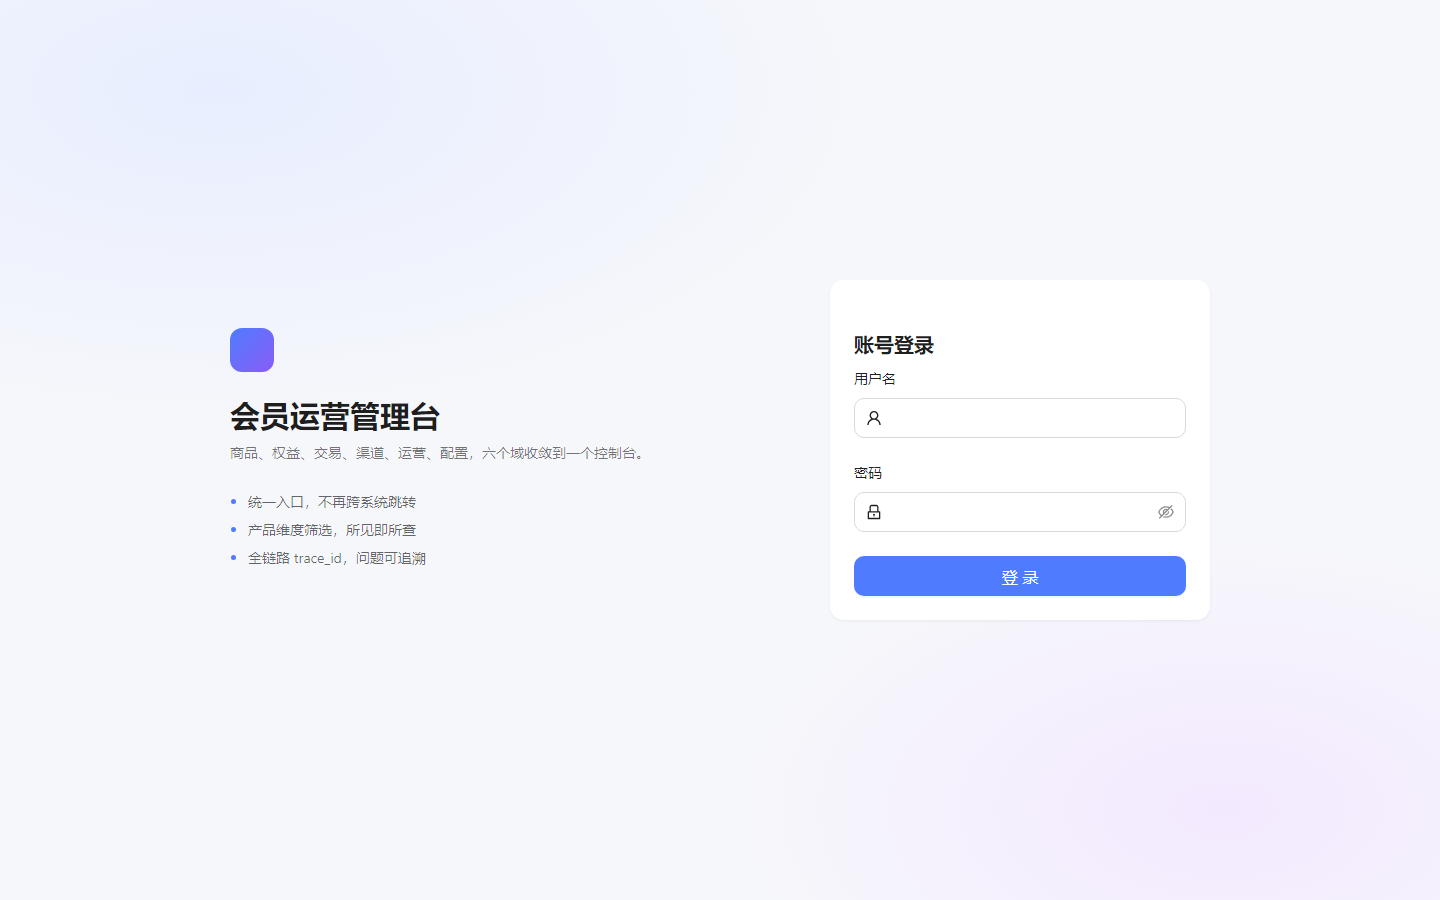 会员运营管理台
商品、权益、交易、渠道、运营、配置，六个域收敛到一个控制台。
统一入口，不再跨系统跳转
产品维度筛选，所见即所查
全链路 trace_id，问题可追溯
账号登录
用户名
密码
登 录